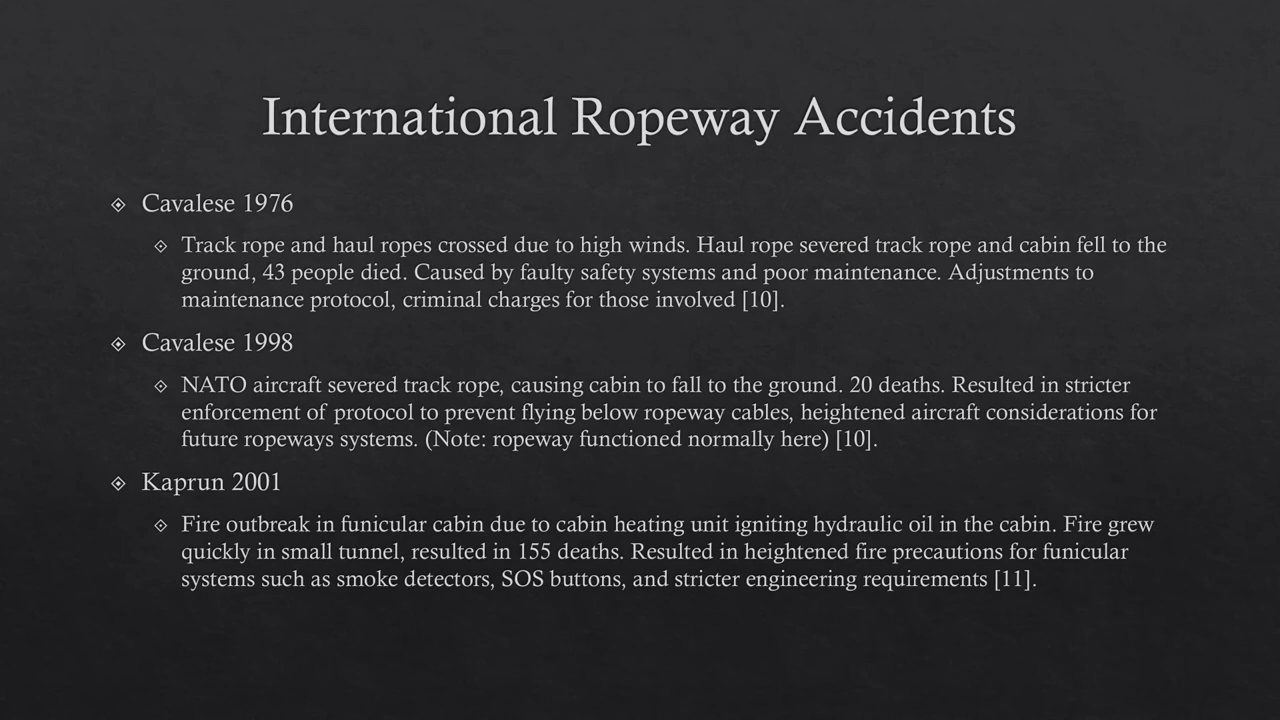 International Ropeway Accidents
Cavalese 1976
Track rope and haul ropes crossed due to high winds. Haul rope severed track rope and cabin fell to the
ground, 43 people died. Caused by faulty safety systems and poor maintenance. Adjustments to
maintenance protocol, criminal charges for those involved [10].
Cavalese 1998
NATO aircraft severed track rope, causing cabin to fall to the ground. 20 deaths. Resulted in stricter
enforcement of protocol to prevent flying below ropeway cables, heightened aircraft considerations for
future ropeways systems. (Note: ropeway functioned normally here) [10].
Kaprun 2001
Fire outbreak in funicular cabin due to cabin heating unit igniting hydraulic oil in the cabin. Fire grew
quickly in small tunnel, resulted in 155 deaths. Resulted in heightened fire precautions for funicular
systems such as smoke detectors, SOS buttons, and stricter engineering requirements [11].